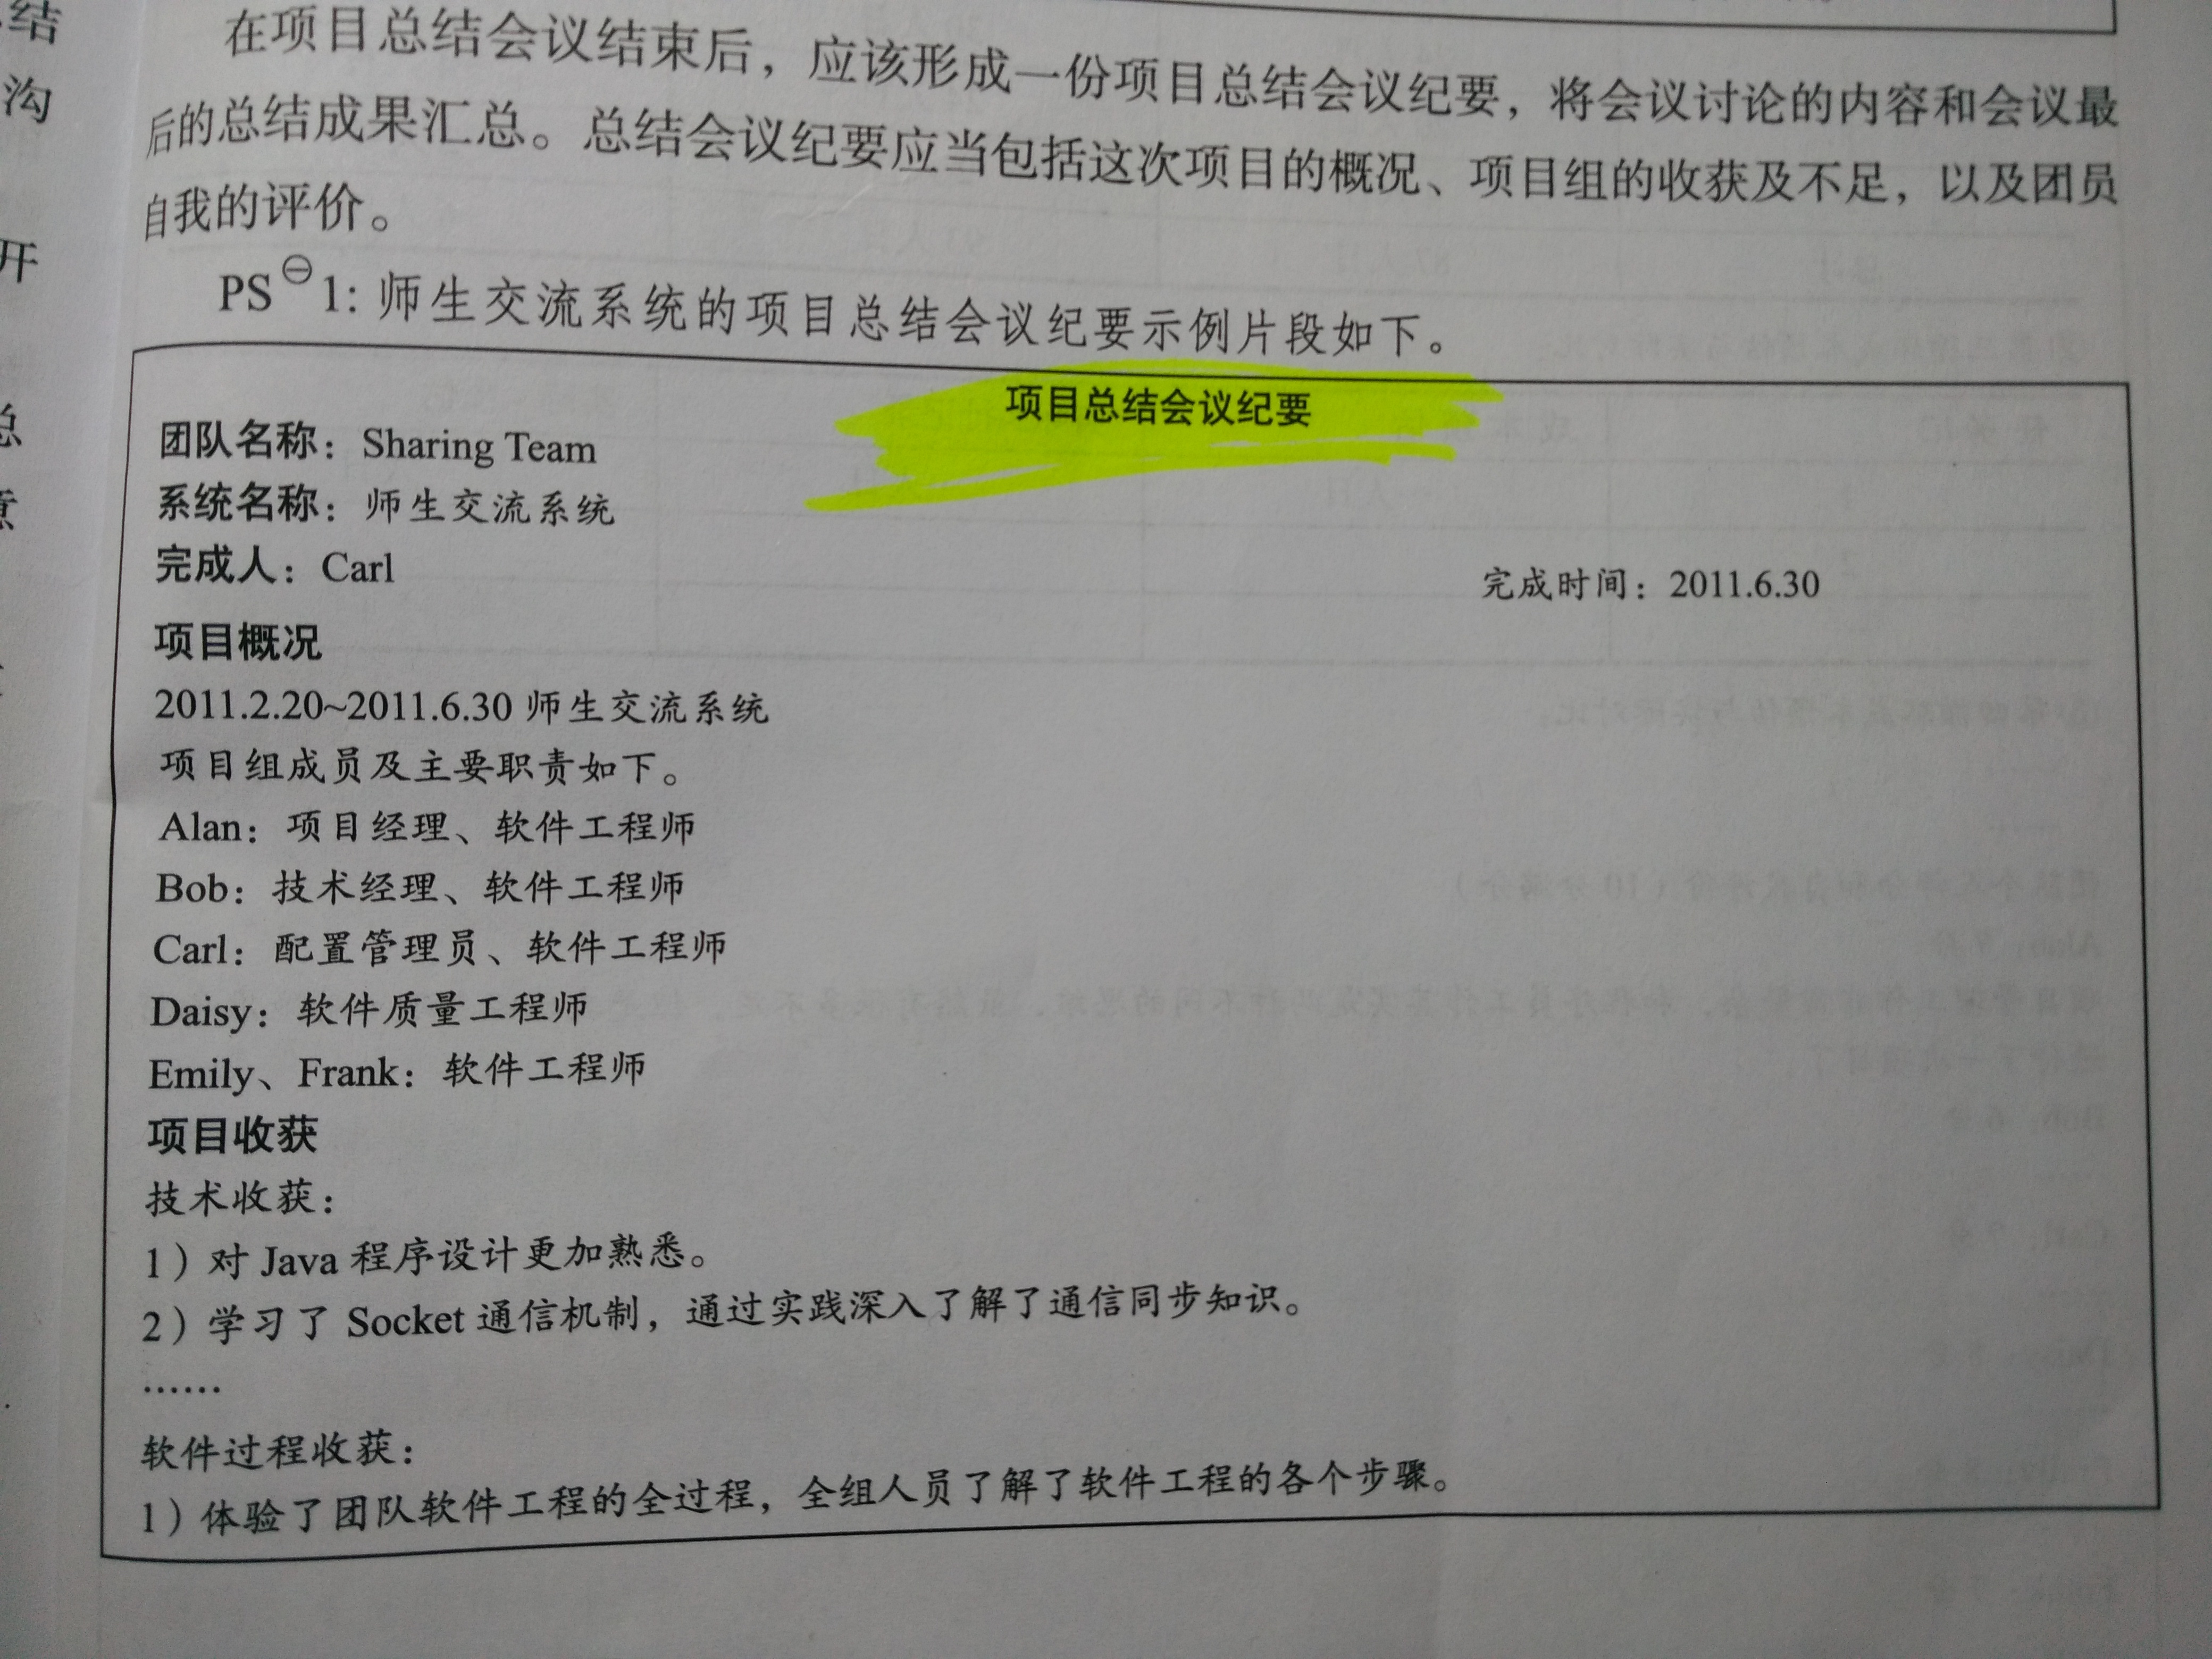 结
沟
开
总
意
在项目总结会议结束后，应该形成一份项目总结会议纪要，将会议讨论的内容和会议最
后的总结成果汇总。总结会议纪要应当包括这次项目的概况、项目组的收获及不足，以及团员
自我的评价。
PS⊖1: 师生交流系统的项目总结会议纪要示例片段如下。
项目总结会议纪要
团队名称：Sharing Team
系统名称：师生交流系统
完成人：Carl 完成时间：2011.6.30
项目概况
2011.2.20~2011.6.30 师生交流系统
项目组成员及主要职责如下。
Alan：项目经理、软件工程师
Bob：技术经理、软件工程师
Carl：配置管理员、软件工程师
Daisy：软件质量工程师
Emily、Frank：软件工程师
项目收获
技术收获：
1）对 Java 程序设计更加熟悉。
2）学习了 Socket 通信机制，通过实践深入了解了通信同步知识。
……
软件过程收获：
1）体验了团队软件工程的全过程，全组人员了解了软件工程的各个步骤。